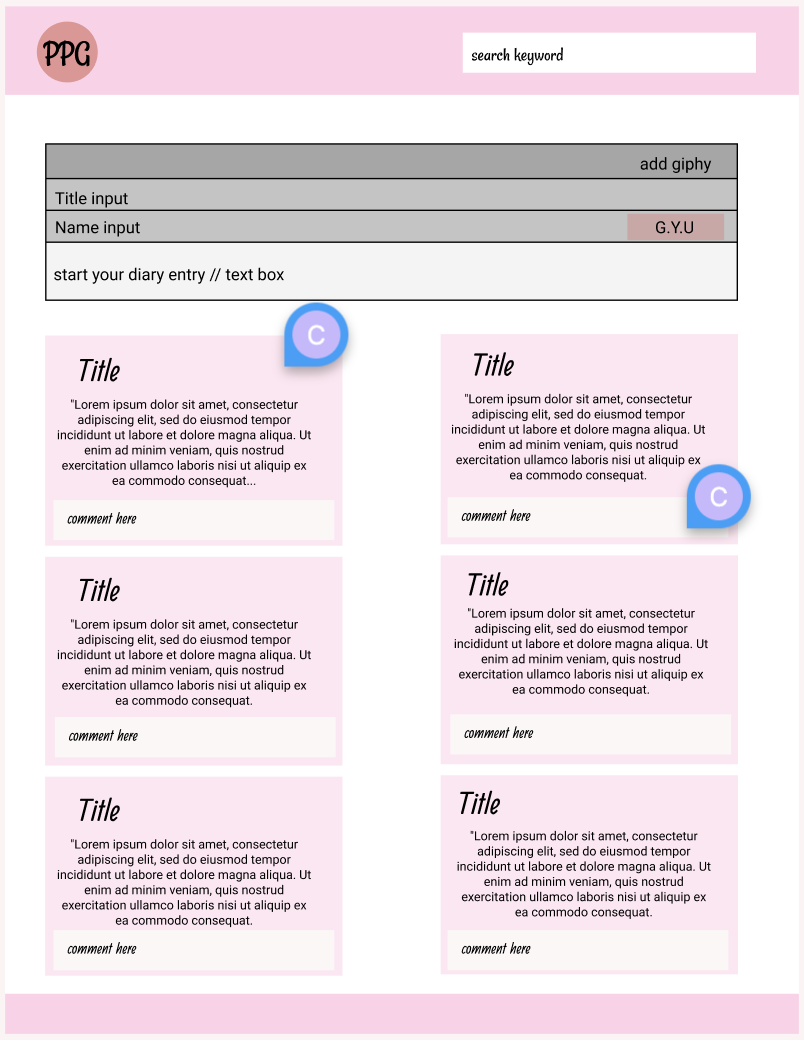 PPG
search keyword
add giphy
Title input
Name input
G.Y.U
start your diary entry // text box
C
Title
"Lorem ipsum dolor sit amet, consectetur
adipiscing elit, sed do eiusmod tempor
incididunt ut labore et dolore magna aliqua. Ut
enim ad minim veniam, quis nostrud
exercitation ullamco laboris nisi ut aliquip ex
ea commodo consequat...
comment here
Title
"Lorem ipsum dolor sit amet, consectetur
adipiscing elit, sed do eiusmod tempor
incididunt ut labore et dolore magna aliqua. Ut
enim ad minim veniam, quis nostrud
exercitation ullamco laboris nisi ut aliquip ex
ea commodo consequat.
C
comment here
Title
"Lorem ipsum dolor sit amet, consectetur
adipiscing elit, sed do eiusmod tempor
incididunt ut labore et dolore magna aliqua. Ut
enim ad minim veniam, quis nostrud
exercitation ullamco laboris nisi ut aliquip ex
ea commodo consequat.
comment here
Title
"Lorem ipsum dolor sit amet, consectetur
adipiscing elit, sed do eiusmod tempor
incididunt ut labore et dolore magna aliqua. Ut
enim ad minim veniam, quis nostrud
exercitation ullamco laboris nisi ut aliquip ex
ea commodo consequat.
comment here
Title
"Lorem ipsum dolor sit amet, consectetur
adipiscing elit, sed do eiusmod tempor
incididunt ut labore et dolore magna aliqua. Ut
enim ad minim veniam, quis nostrud
exercitation ullamco laboris nisi ut aliquip ex
ea commodo consequat.
comment here
Title
"Lorem ipsum dolor sit amet, consectetur
adipiscing elit, sed do eiusmod tempor
incididunt ut labore et dolore magna aliqua. Ut
enim ad minim veniam, quis nostrud
exercitation ullamco laboris nisi ut aliquip ex
ea commodo consequat.
comment here